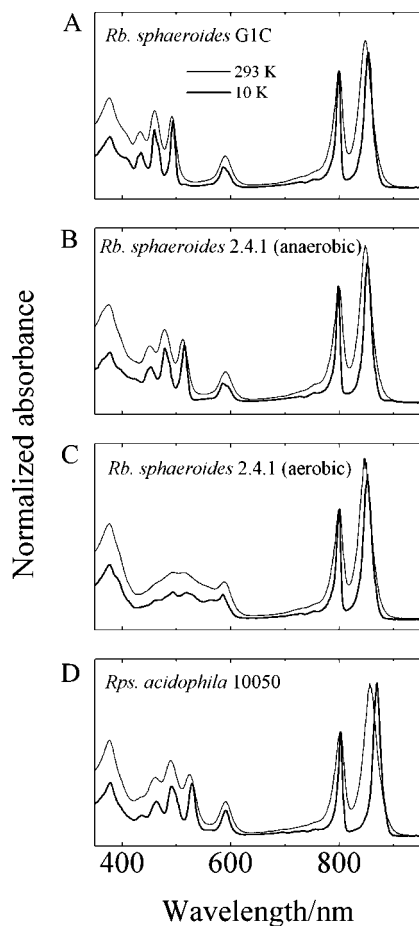 A
Rb. sphaeroides G1C
293 K
10 K
B
Rb. sphaeroides 2.4.1 (anaerobic)
C
Rb. sphaeroides 2.4.1 (aerobic)
D
Rps. acidophila 10050
Normalized absorbance
400 600 800
Wavelength/nm